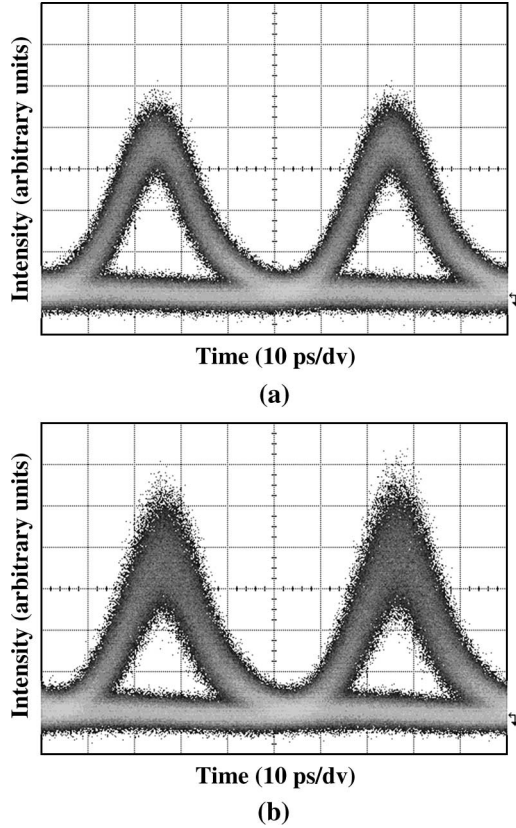 Intensity (arbitrary units)
Time (10 ps/dv)
(a)
Intensity (arbitrary units)
Time (10 ps/dv)
(b)